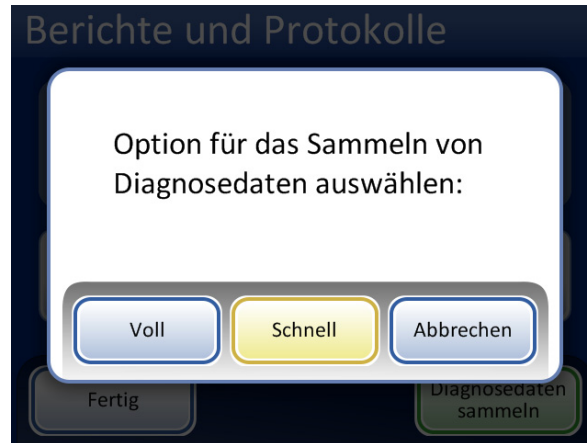 Berichte und Protokolle
Option für das Sammeln von
Diagnosedaten auswählen:
Voll
Schnell
Abbrechen
Fertig
Diagnosedaten
sammeln